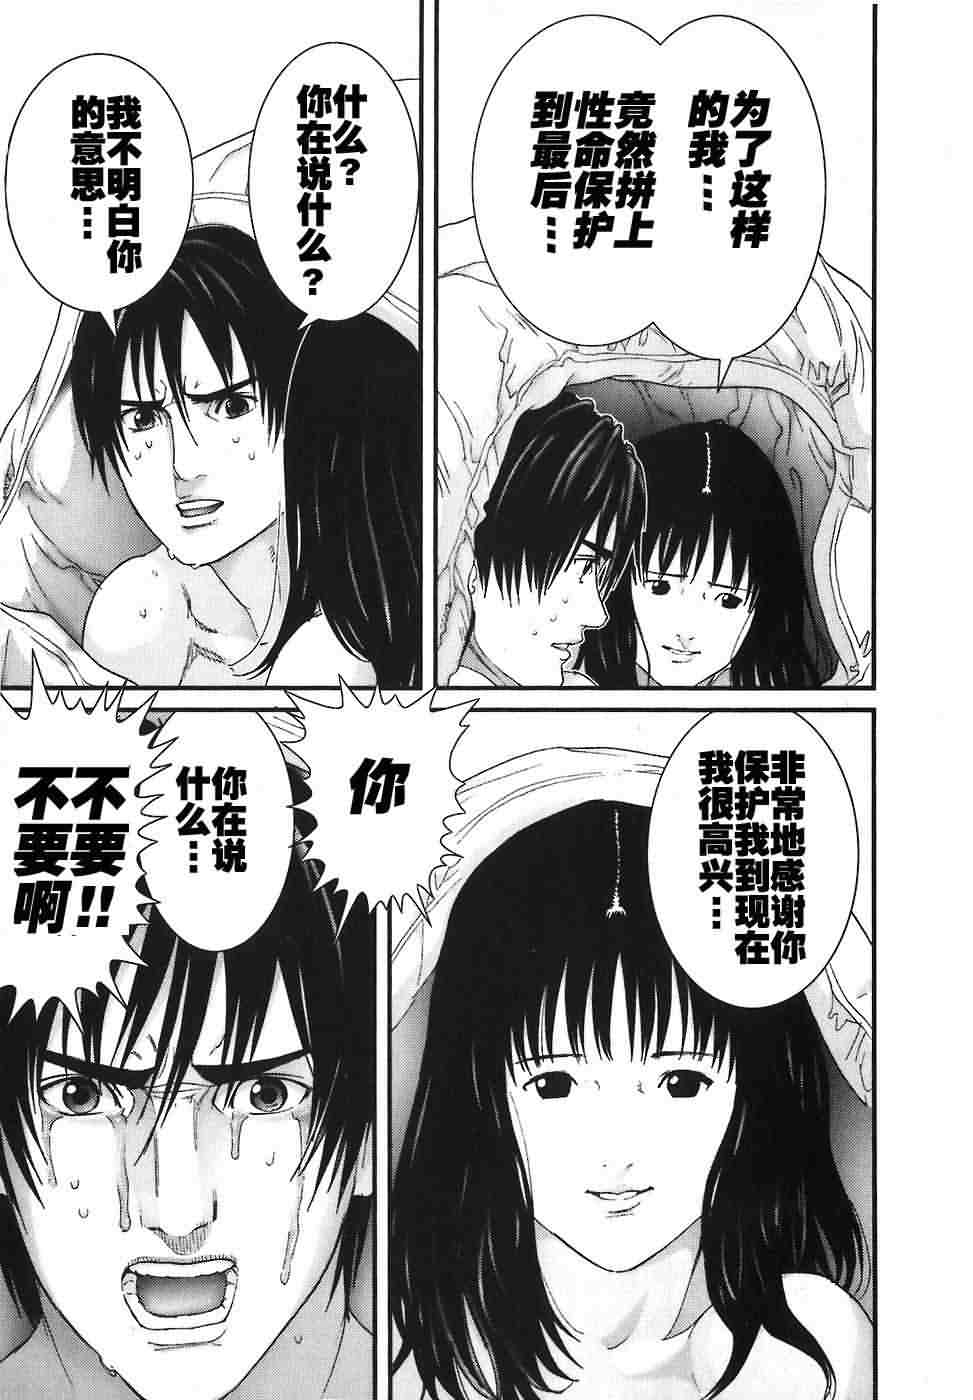 为了这样
的我…
竟然拼上
性命保护
到最后…
什么？
你在说什么？
我不明白你
的意思…
非常地感谢你
保护我到现在
我很高兴…
你
你在说
什么…
不要!!
不要啊